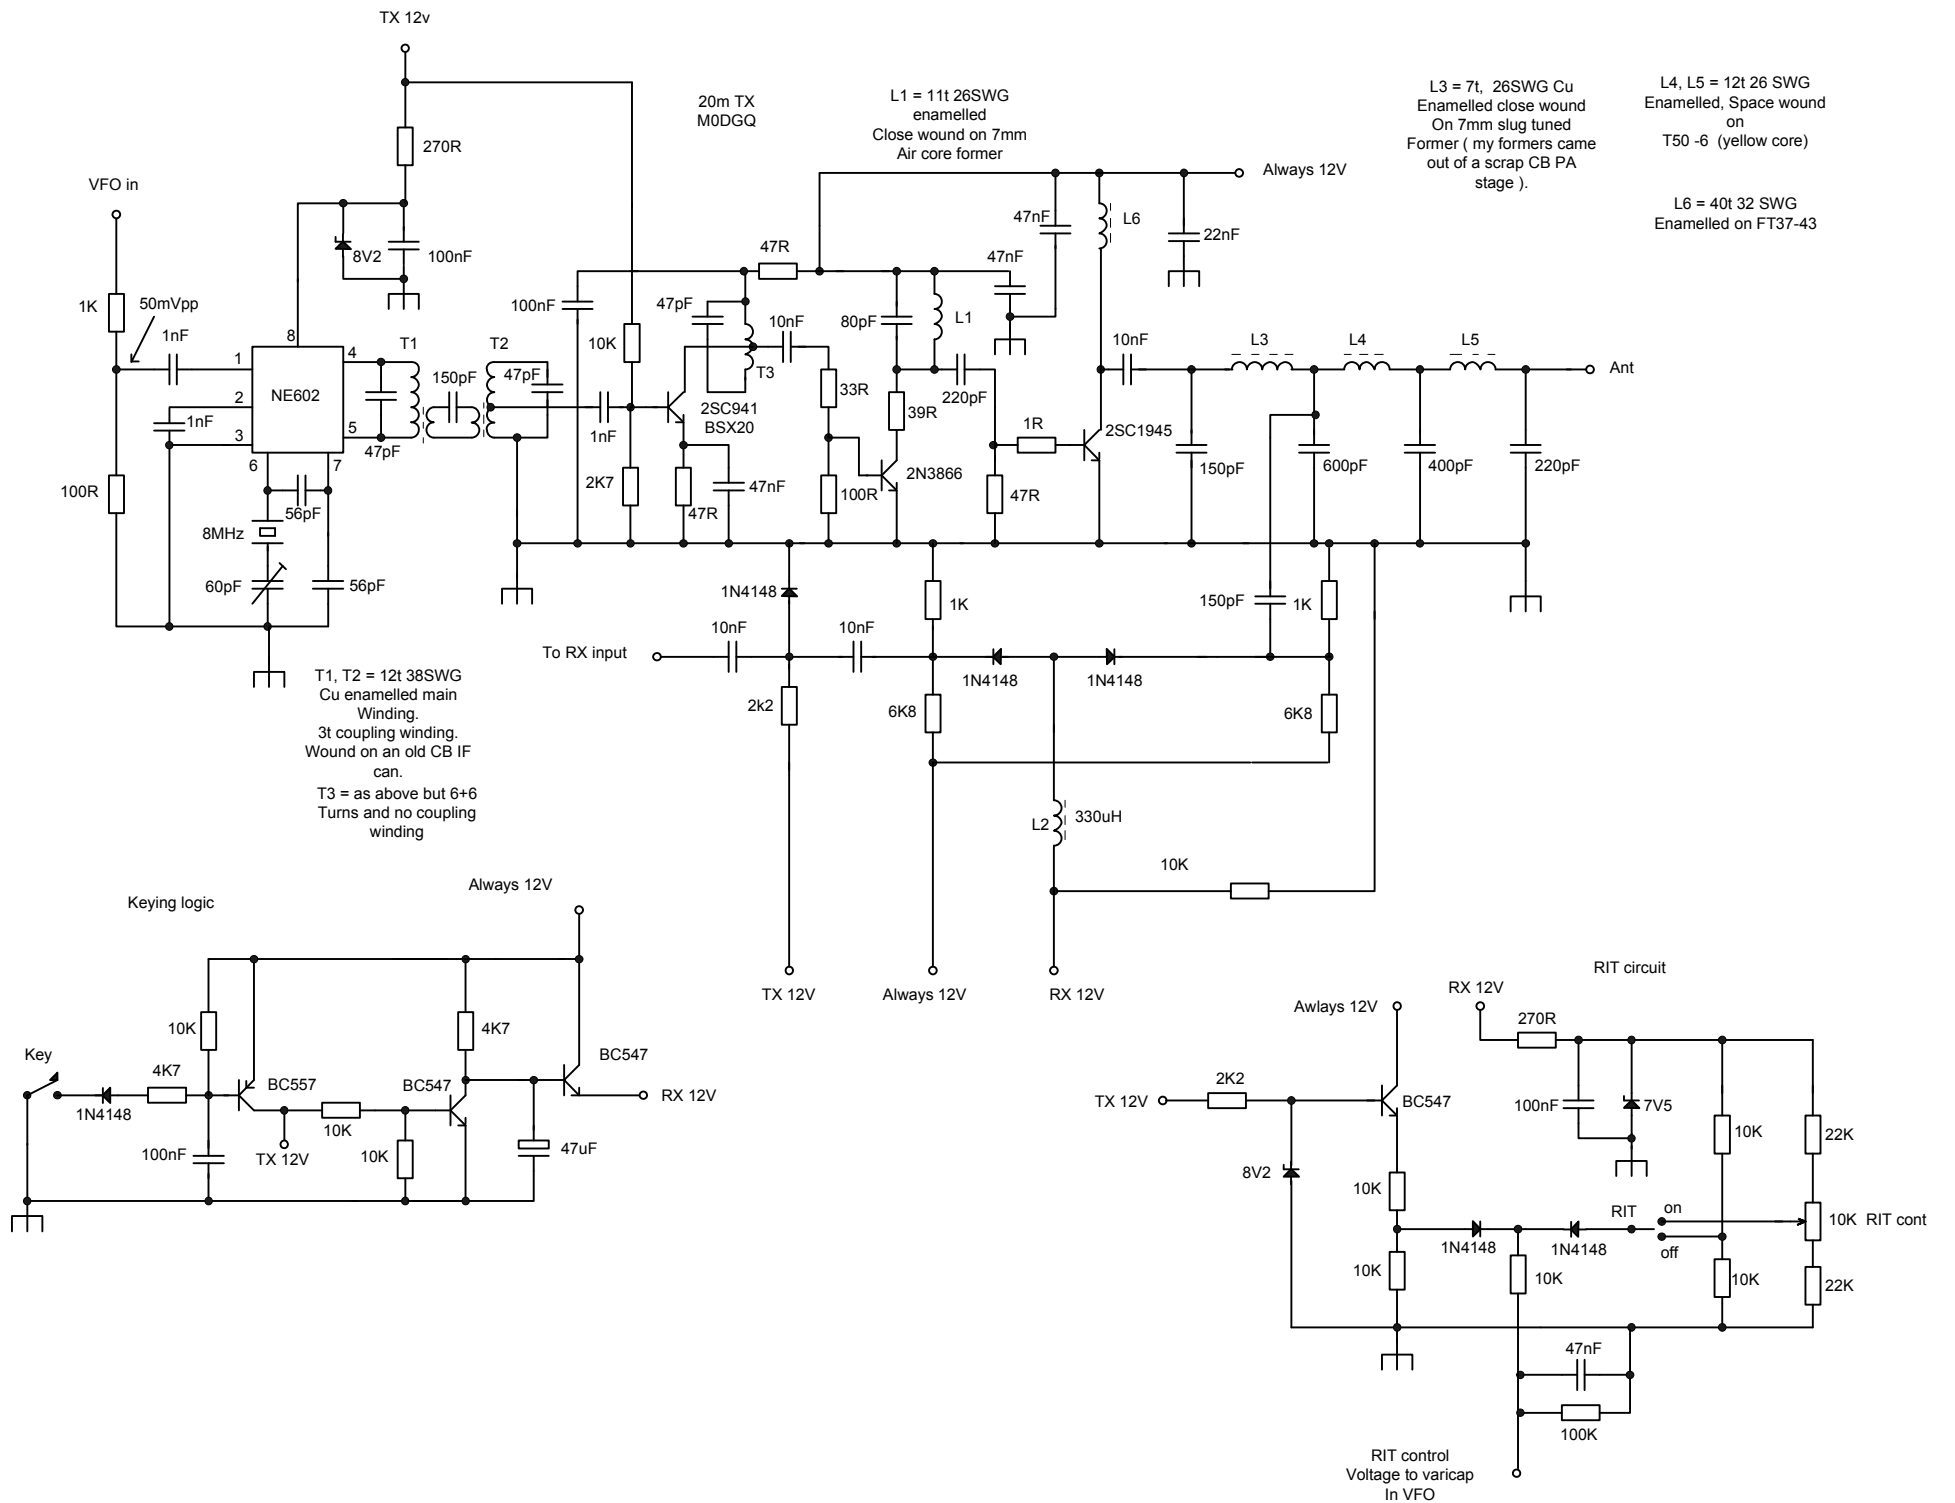 TX 12v
20m TX
M0DGQ
L1 = 11t 26SWG
enamelled
Close wound on 7mm
Air core former
L3 = 7t, 26SWG Cu
Enamelled close wound
On 7mm slug tuned
Former ( my formers came
out of a scrap CB PA
stage ).
L4, L5 = 12t 26 SWG
Enamelled, Space wound
on
T50 -6 (yellow core)
L6 = 40t 32 SWG
Enamelled on FT37-43
VFO in
270R
8V2
100nF
1K
50mVpp
1nF
8
1
2
3
4
5
6
7
NE602
1nF
100R
8MHz
60pF
56pF
56pF
T1
47pF
150pF
T2
47pF
1nF
100nF
10K
2K7
47R
47pF
T3
10nF
2SC941
BSX20
47R
47nF
33R
100R
80pF
L1
39R
2N3866
220pF
47nF
47nF
L6
22nF
Always 12V
1R
47R
2SC1945
10nF
L3
L4
L5
Ant
150pF
600pF
400pF
220pF
1N4148
10nF
10nF
1K
150pF
1K
To RX input
1N4148
1N4148
2k2
6K8
6K8
L2
330uH
10K
TX 12V
Always 12V
RX 12V
T1, T2 = 12t 38SWG
Cu enamelled main
Winding.
3t coupling winding.
Wound on an old CB IF
can.
T3 = as above but 6+6
Turns and no coupling
winding
Keying logic
Always 12V
Key
1N4148
4K7
10K
100nF
BC557
TX 12V
10K
10K
BC547
4K7
BC547
47uF
RX 12V
RIT circuit
Awlays 12V
RX 12V
270R
TX 12V
2K2
BC547
8V2
100nF
7V5
10K
22K
10K
10K
1N4148
1N4148
RIT
on
off
10K RIT cont
10K
10K
22K
47nF
100K
RIT control
Voltage to varicap
In VFO